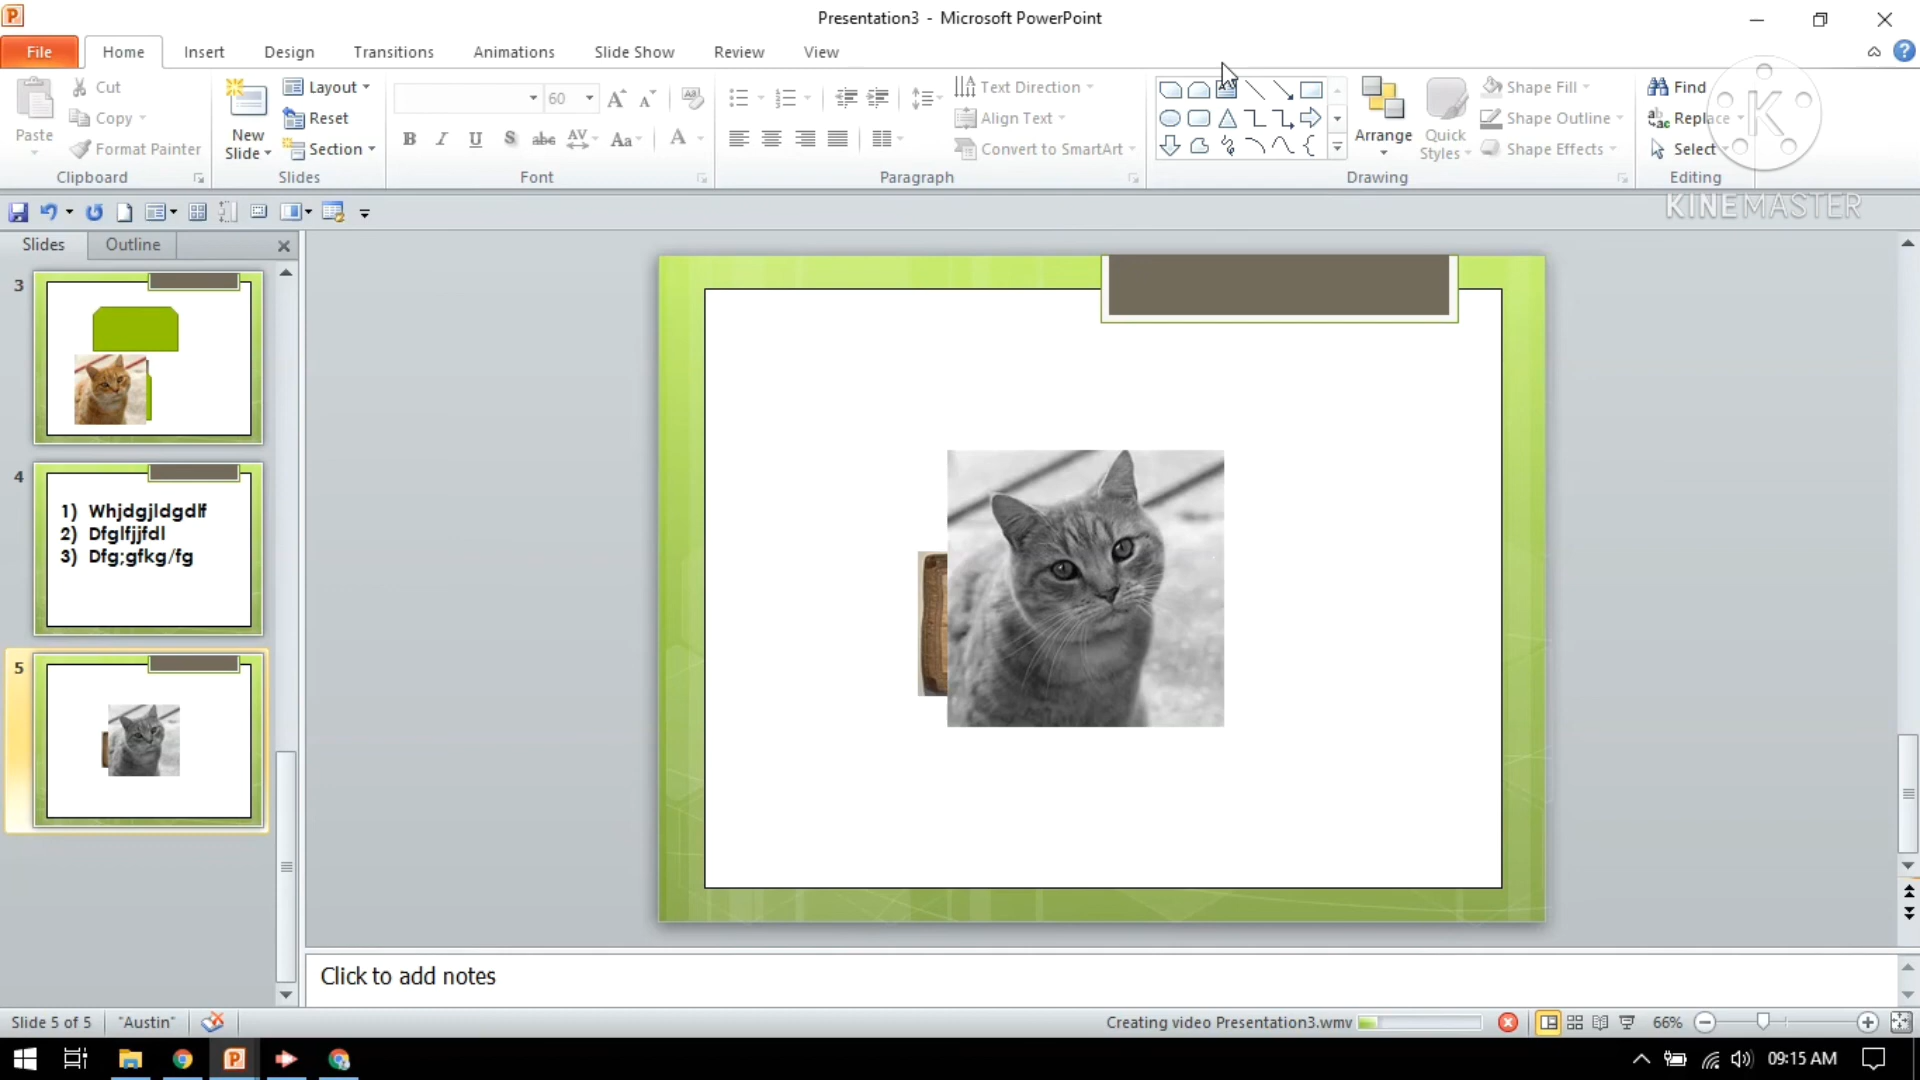 Presentation3 - Microsoft PowerPoint
File Home Insert Design Transitions Animations Slide Show Review View
Paste
Cut
Copy
Format Painter
Clipboard
New
Slide
Layout
Reset
Section
Slides
60
Font
Text Direction
Align Text
Convert to SmartArt
Paragraph
Arrange
Quick
Styles
Shape Fill
Shape Outline
Shape Effects
Drawing
Find
Replace
Select
Editing
KINEMASTER
Slides Outline
3
4
1) Whjdgjldgdlf
2) Dfglfjjfdl
3) Dfg;gfkg/fg
5
Click to add notes
Slide 5 of 5 "Austin" Creating video Presentation3.wmv 66%
09:15 AM